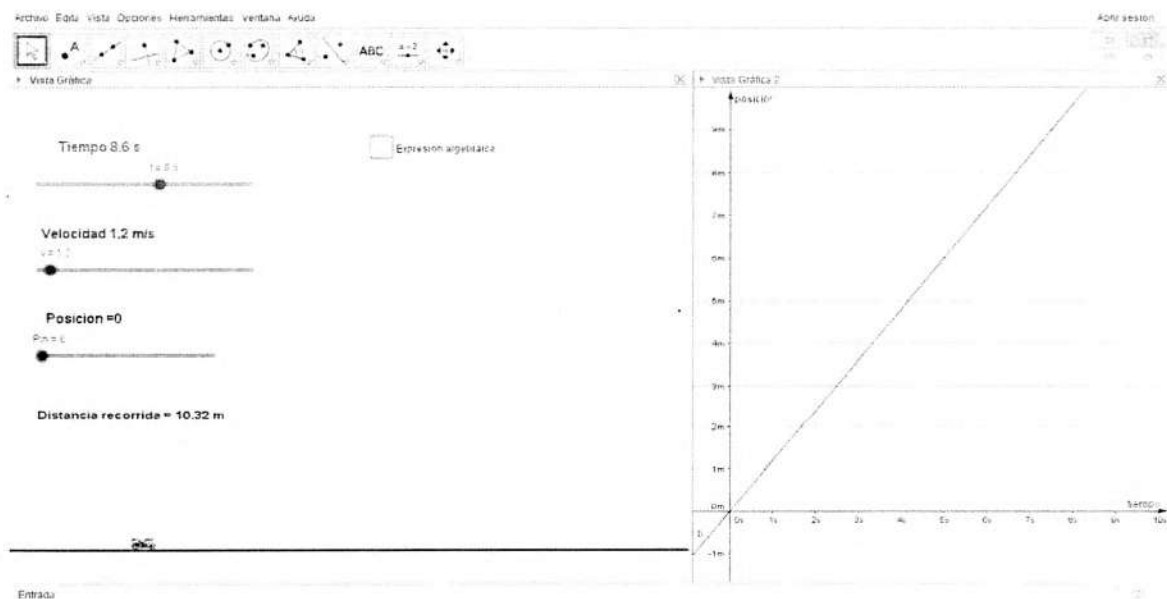 Archivo Edita Vista Opciones Herramientas Ventana Ayuda
Abrir sesión
A
ABC
a=2
Vista Gráfica
Vista Gráfica 2
Tiempo 8.6 s
Expresión algebraica
Velocidad 1,2 m/s
Posicion =0
Distancia recorrida = 10.32 m
posición
9m
8m
7m
6m
5m
4m
3m
2m
1m
0m
-1m
0s 1s 2s 3s 4s 5s 6s 7s 8s 9s 10s
tiempo
Entrada